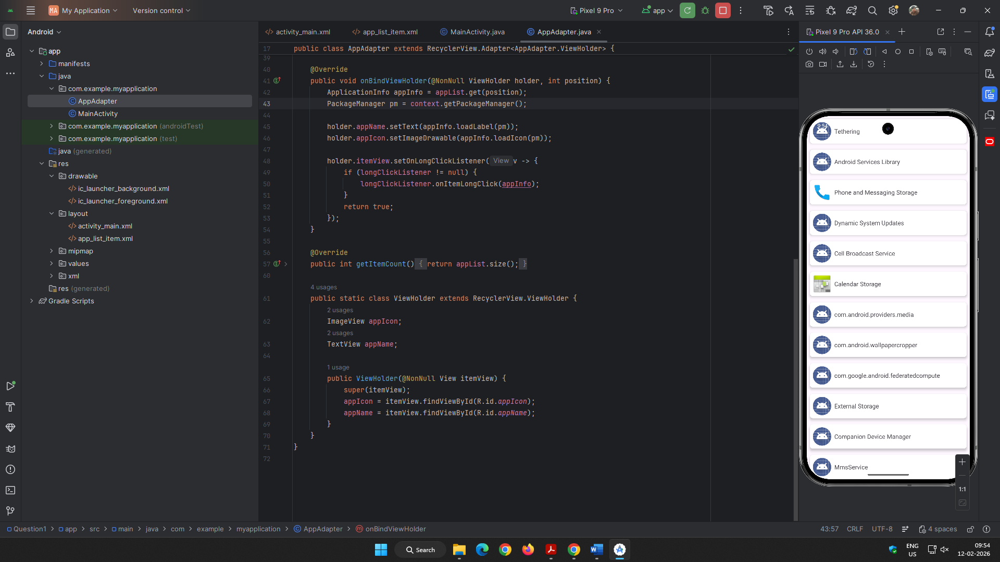 MA My Application
Version control
Pixel 9 Pro
app
Android
app
manifests
java
com.example.myapplication
AppAdapter
MainActivity
com.example.myapplication (androidTest)
com.example.myapplication (test)
java (generated)
res
drawable
ic_launcher_background.xml
ic_launcher_foreground.xml
layout
activity_main.xml
app_list_item.xml
mipmap
values
xml
res (generated)
Gradle Scripts
activity_main.xml
app_list_item.xml
MainActivity.java
AppAdapter.java
17 public class AppAdapter extends RecyclerView.Adapter<AppAdapter.ViewHolder> {
39
40 @Override
41 public void onBindViewHolder(@NonNull ViewHolder holder, int position) {
42 ApplicationInfo appInfo = appList.get(position);
43 PackageManager pm = context.getPackageManager();
44
45 holder.appName.setText(appInfo.loadLabel(pm));
46 holder.appIcon.setImageDrawable(appInfo.loadIcon(pm));
47
48 holder.itemView.setOnLongClickListener( View v -> {
49 if (longClickListener != null) {
50 longClickListener.onItemLongClick(appInfo);
51 }
52 return true;
53 });
54 }
55
56 @Override
57 public int getItemCount() { return appList.size(); }
60
4 usages
61 public static class ViewHolder extends RecyclerView.ViewHolder {
2 usages
62 ImageView appIcon;
2 usages
63 TextView appName;
64
1 usage
65 public ViewHolder(@NonNull View itemView) {
66 super(itemView);
67 appIcon = itemView.findViewById(R.id.appIcon);
68 appName = itemView.findViewById(R.id.appName);
69 }
70 }
71 }
72
Pixel 9 Pro API 36.0
9:54
Tethering
Android Services Library
Phone and Messaging Storage
Dynamic System Updates
Cell Broadcast Service
Calendar Storage
com.android.providers.media
com.android.wallpapercropper
com.google.android.federatedcompute
External Storage
Companion Device Manager
MmsService
1:1
Question1 > app > src > main > java > com > example > myapplication > AppAdapter > onBindViewHolder
43:57 CRLF UTF-8 4 spaces
Search
ENG
US
09:54
12-02-2026